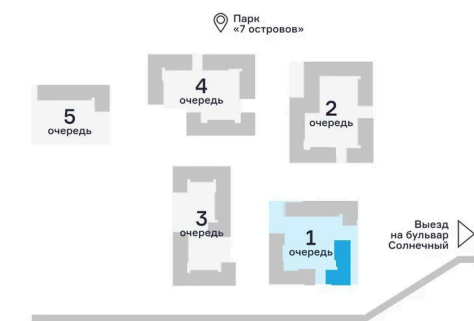 Парк
«7 островов»
4
очередь
5
очередь
2
очередь
3
очередь
1
очередь
Выезд
на бульвар
Солнечный